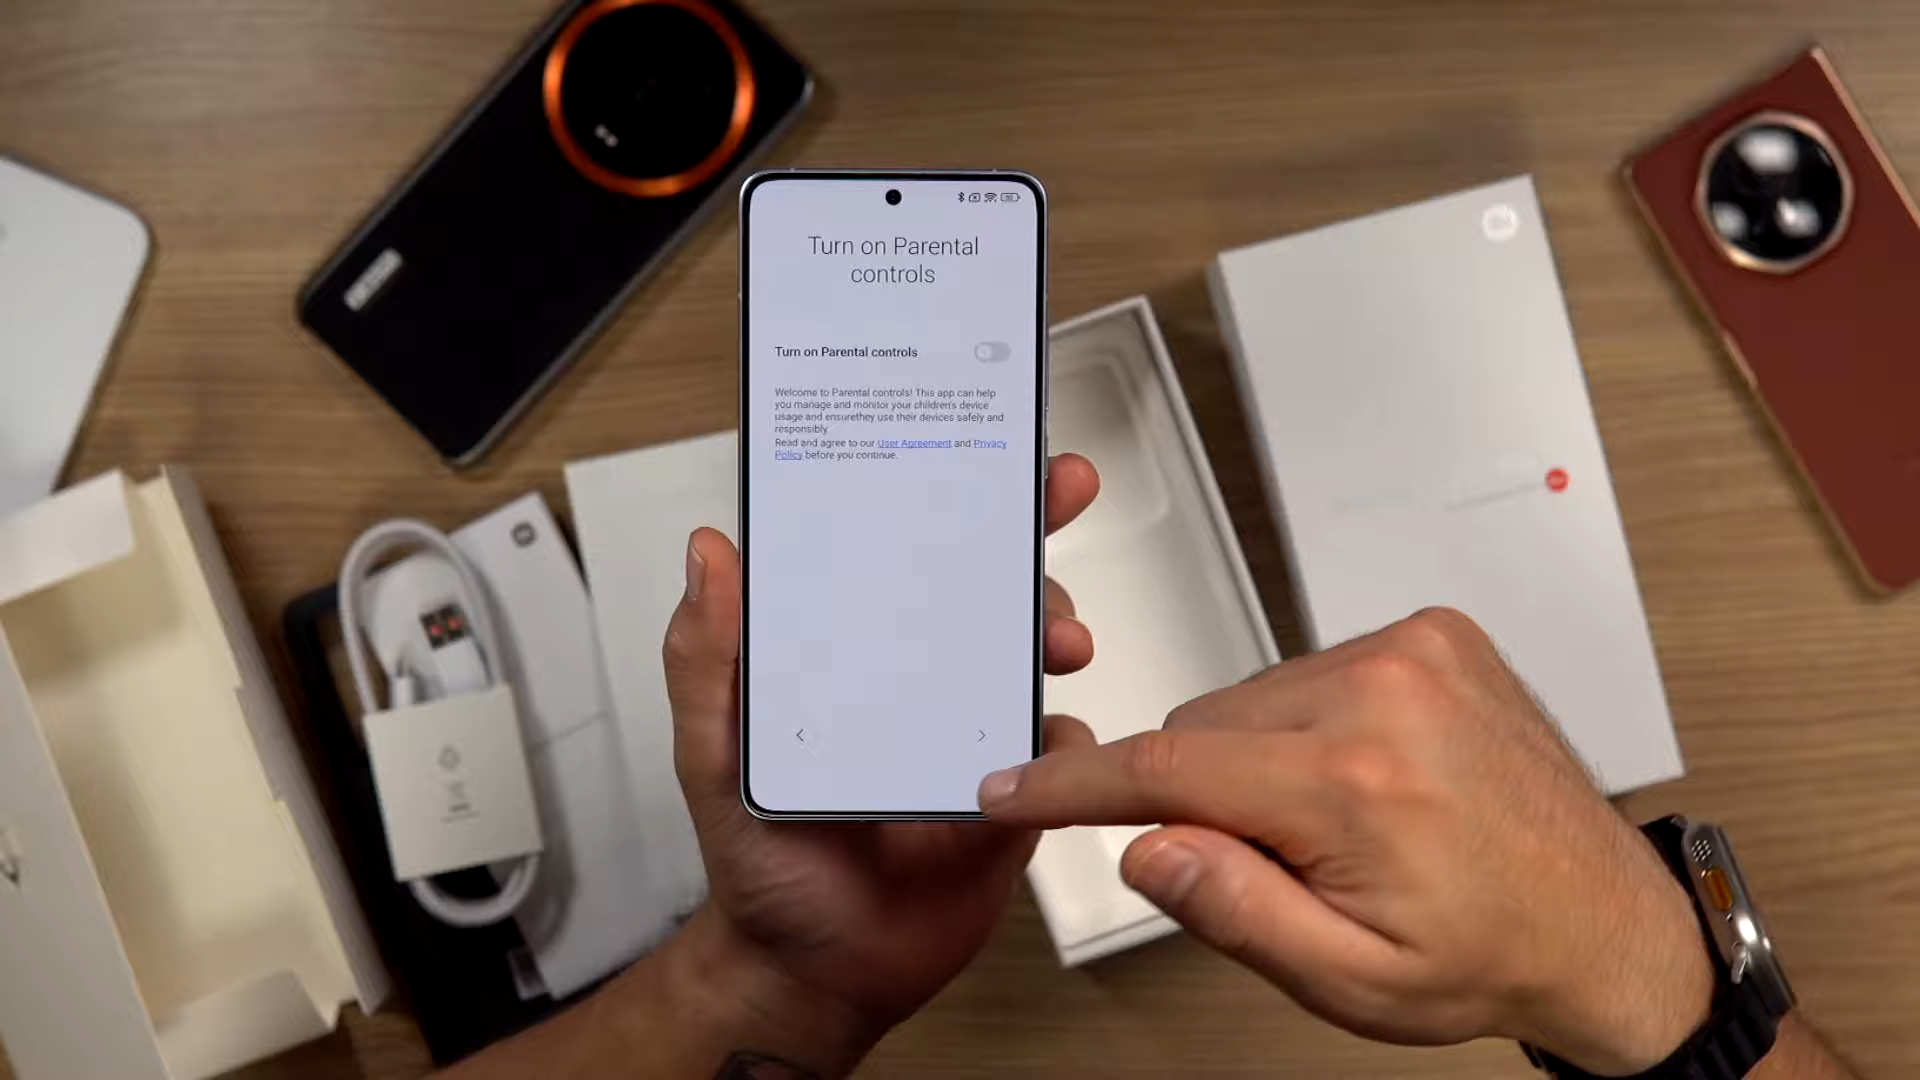 Turn on Parental
controls
Turn on Parental controls
Welcome to Parental controls! This app can help
you manage and monitor your children's device
usage and ensurethey use their devices safely and
responsibly.
Read and agree to our User Agreement and Privacy
Policy before you continue.